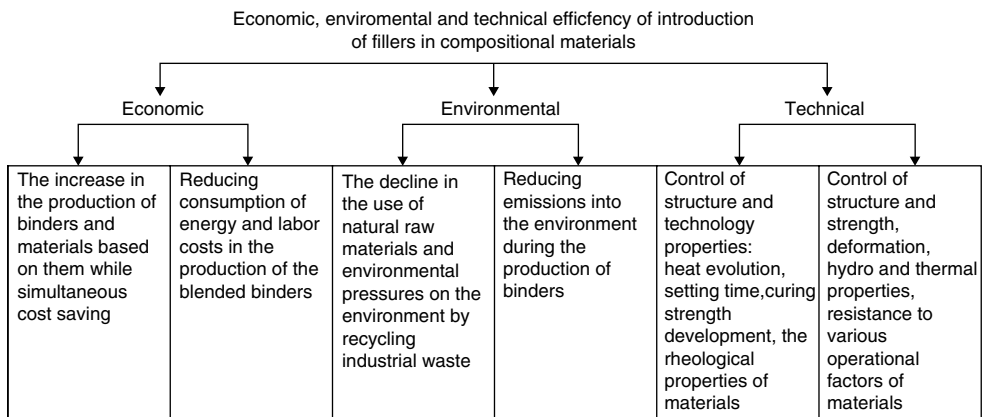 Economic, enviromental and technical efficfency of introduction
of fillers in compositional materials
Economic
Environmental
Technical
The increase in
the production of
binders and
materials based
on them while
simultaneous
cost saving
Reducing
consumption of
energy and labor
costs in the
production of the
blended binders
The decline in
the use of
natural raw
materials and
environmental
pressures on the
environment by
recycling
industrial waste
Reducing
emissions into
the environment
during the
production of
binders
Control of
structure and
technology
properties:
heat evolution,
setting time,curing
strength
development, the
rheological
properties of
materials
Control of
structure and
strength,
deformation,
hydro and thermal
properties,
resistance to
various
operational
factors of
materials